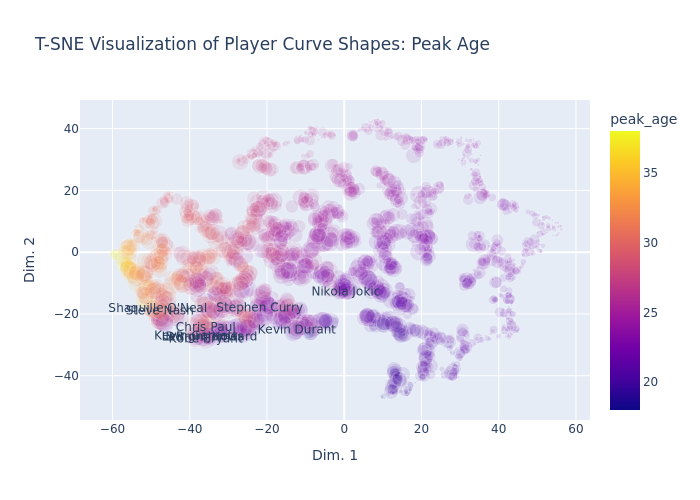 T-SNE Visualization of Player Curve Shapes: Peak Age
peak_age
40
20
0
−20
−40
−60
−40
−20
0
20
40
60
Dim. 1
Dim. 2
35
30
25
20
Nikola Jokic
Shaquille O'Neal
Steve Nash
Stephen Curry
Chris Paul
Kevin Durant
Kobe Bryant